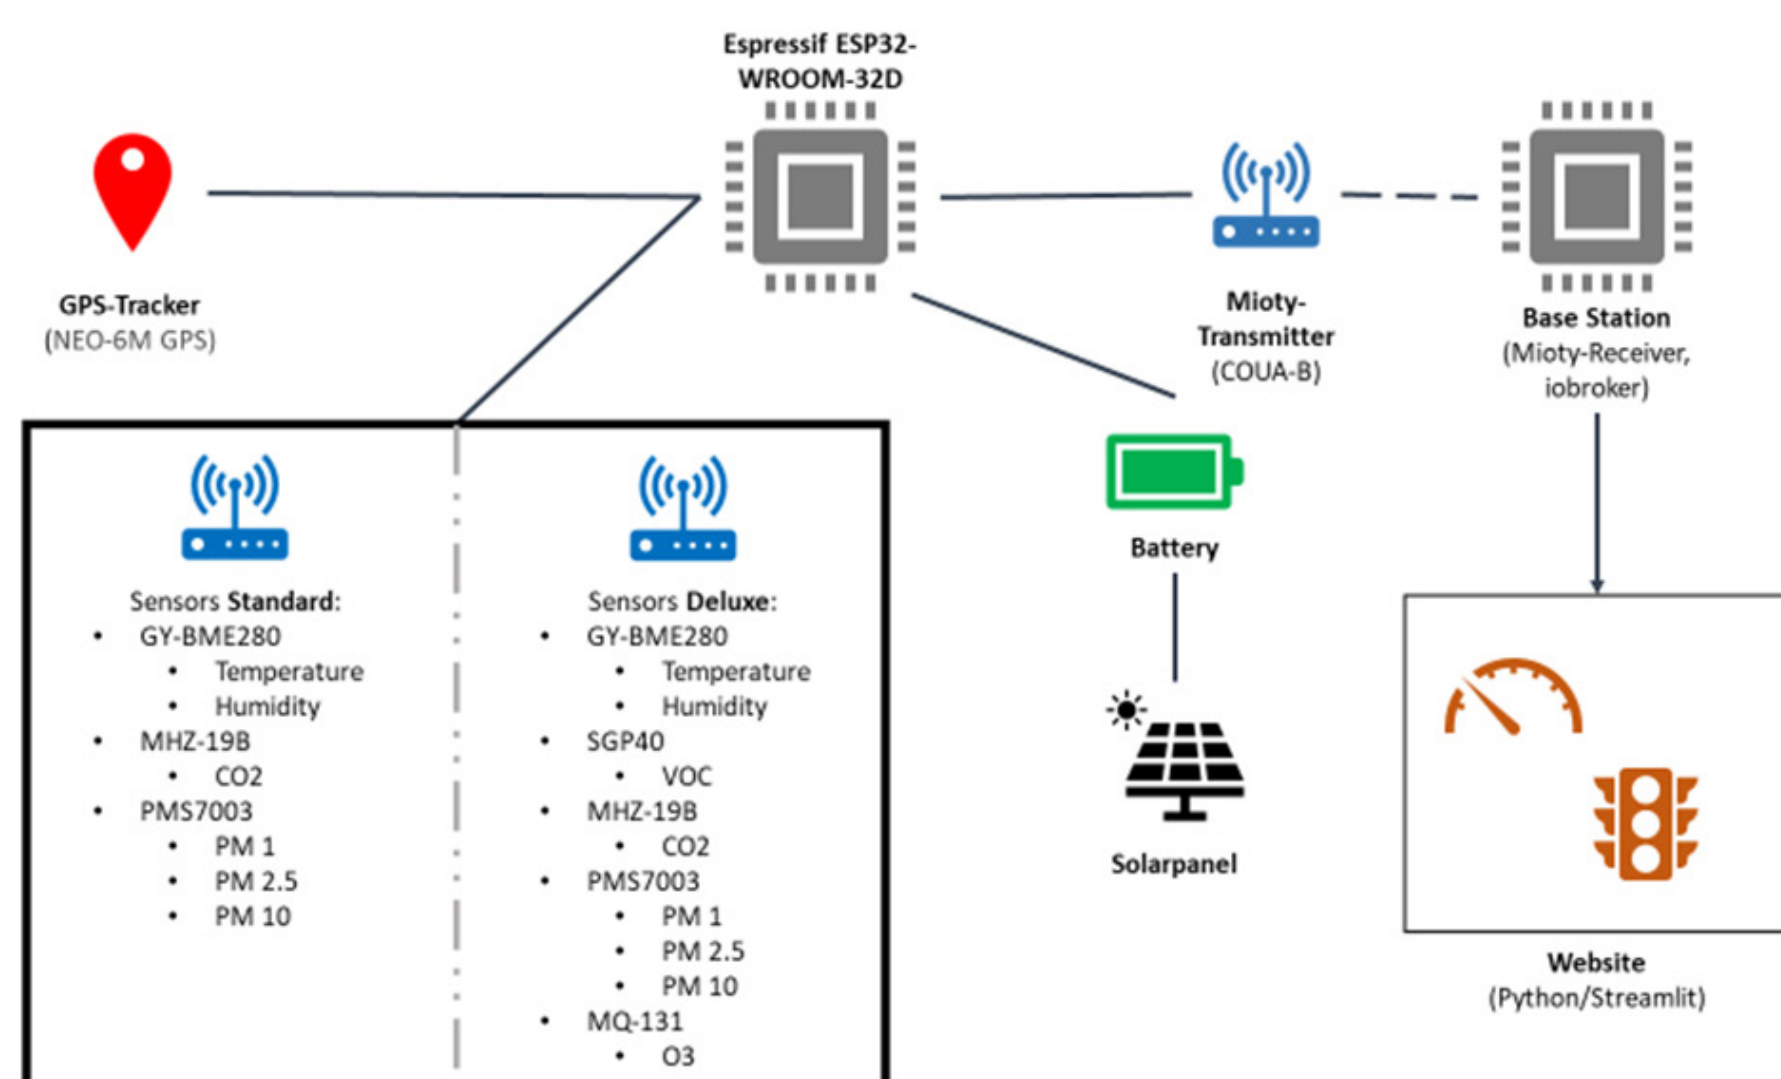 Espressif ESP32-
WROOM-32D
GPS-Tracker
(NEO-6M GPS)
Mioty-
Transmitter
(COUA-B)
Base Station
(Mioty-Receiver,
iobroker)
Battery
Solarpanel
Sensors Standard:
• GY-BME280
• Temperature
• Humidity
• MHZ-19B
• CO2
• PMS7003
• PM 1
• PM 2.5
• PM 10
Sensors Deluxe:
• GY-BME280
• Temperature
• Humidity
• SGP40
• VOC
• MHZ-19B
• CO2
• PMS7003
• PM 1
• PM 2.5
• PM 10
• MQ-131
• O3
Website
(Python/Streamlit)